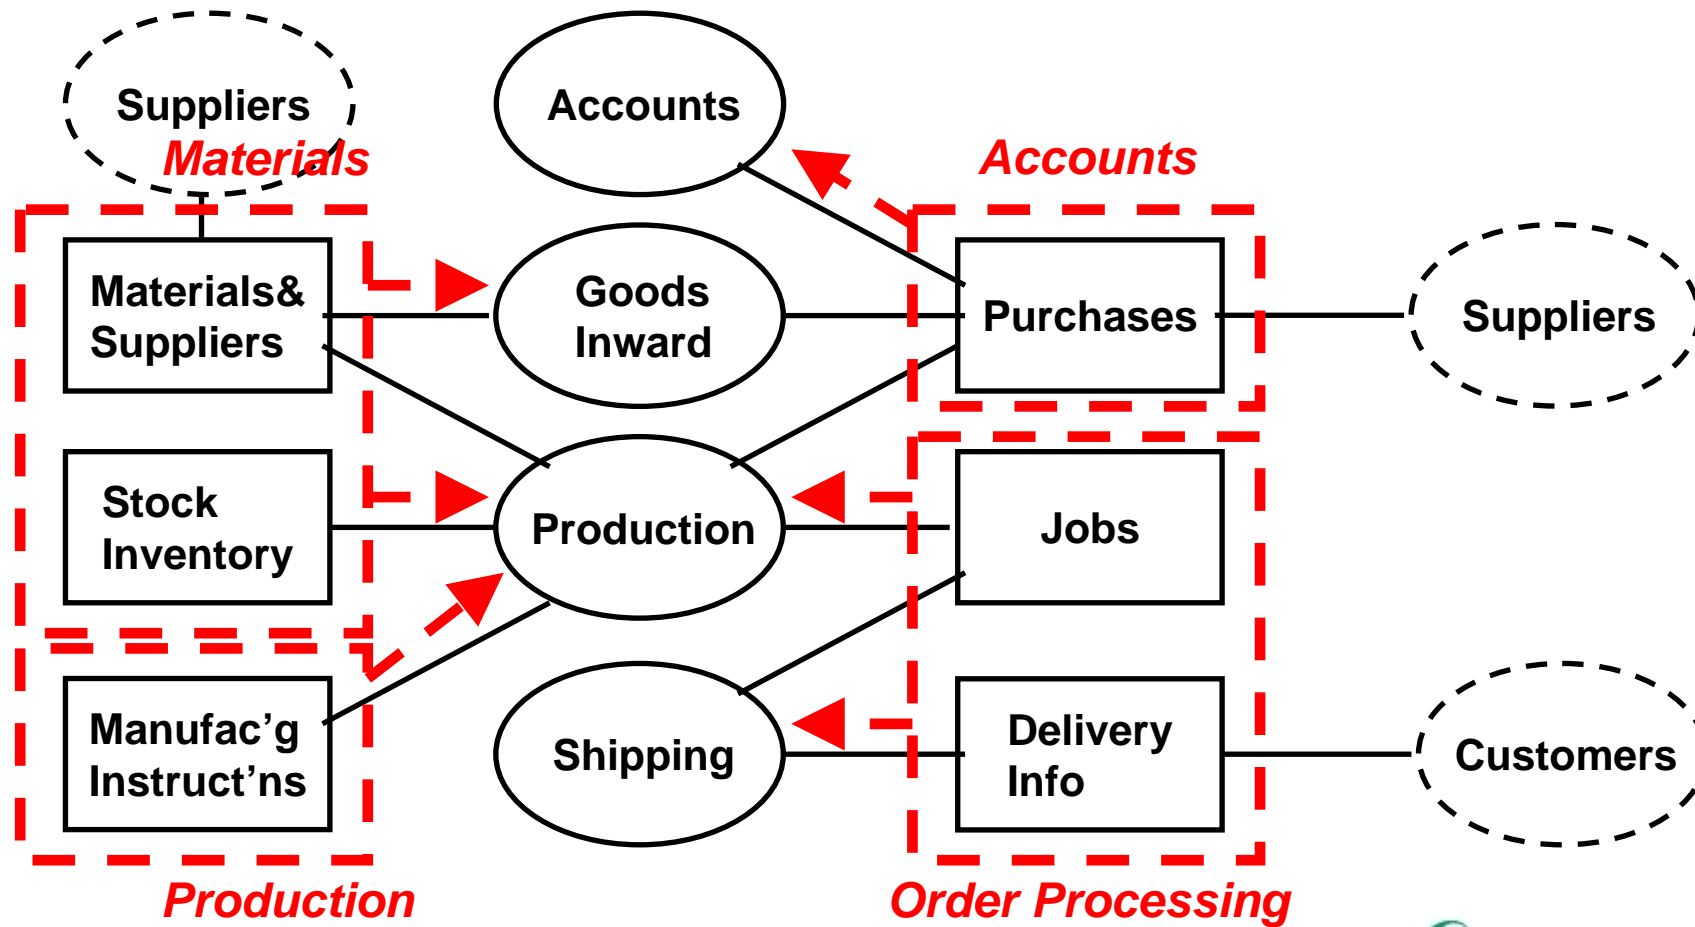 Suppliers
Materials
Accounts
Accounts
Materials&
Suppliers
Goods
Inward
Purchases
Suppliers
Stock
Inventory
Production
Jobs
Manufac’g
Instruct’ns
Shipping
Delivery
Info
Customers
Production
Order Processing